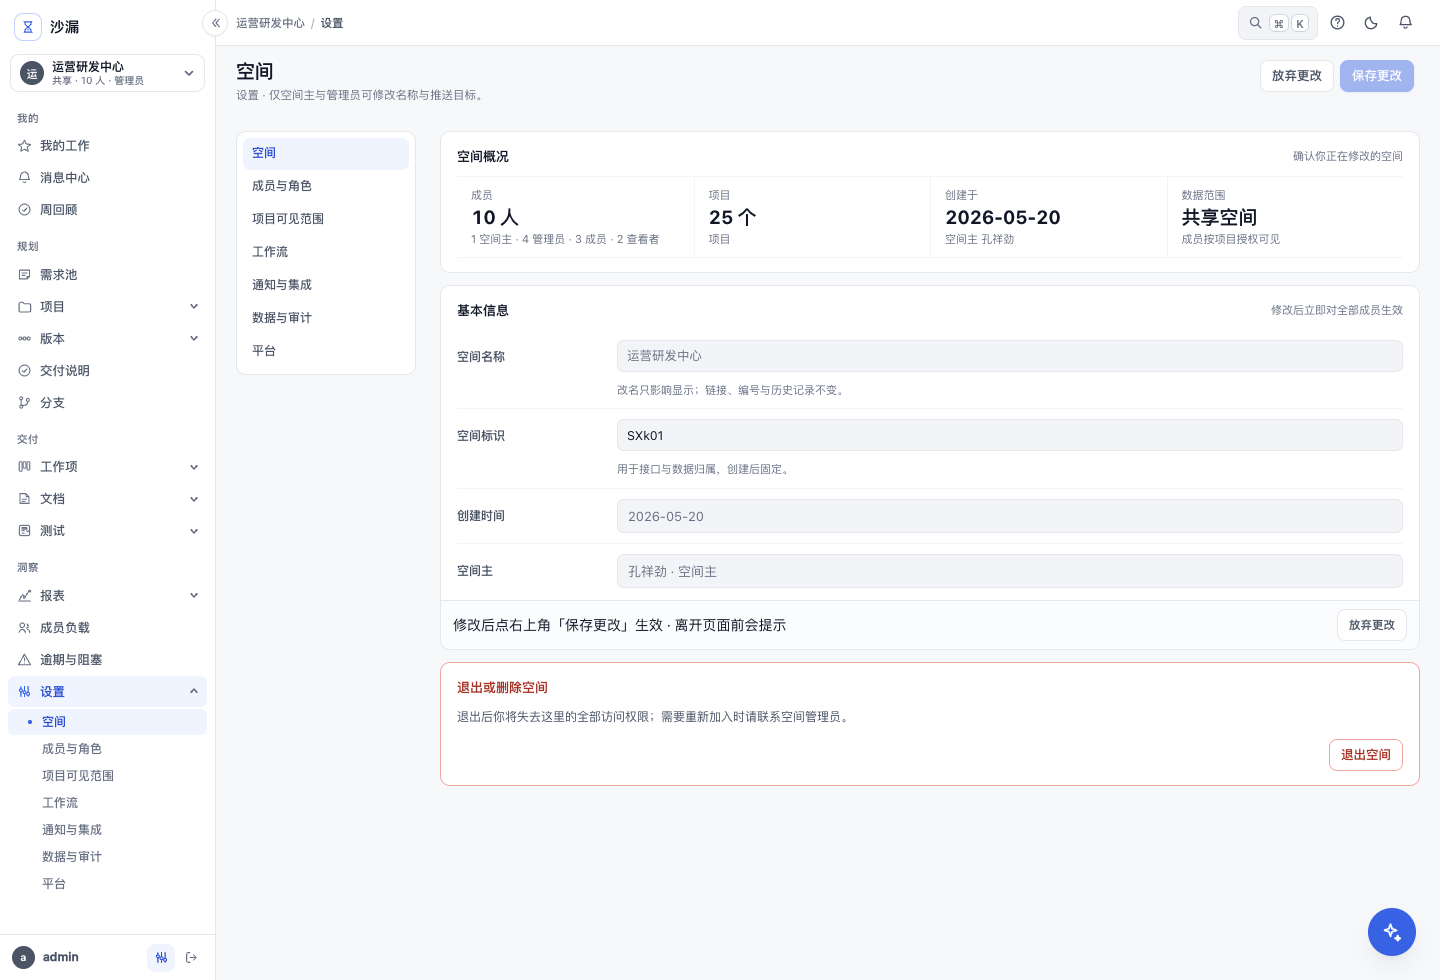 沙漏
运
运营研发中心
共享 · 10 人 · 管理员
我的
我的工作
消息中心
周回顾
规划
需求池
项目
版本
交付说明
分支
交付
工作项
文档
测试
洞察
报表
成员负载
逾期与阻塞
设置
空间
成员与角色
项目可见范围
工作流
通知与集成
数据与审计
平台
a admin
运营研发中心 / 设置
⌘ K
空间
设置 · 仅空间主与管理员可修改名称与推送目标。
放弃更改
保存更改
空间
成员与角色
项目可见范围
工作流
通知与集成
数据与审计
平台
空间概况
确认你正在修改的空间
成员
10 人
1 空间主 · 4 管理员 · 3 成员 · 2 查看者
项目
25 个
项目
创建于
2026-05-20
空间主 孔祥劲
数据范围
共享空间
成员按项目授权可见
基本信息
修改后立即对全部成员生效
空间名称
运营研发中心
改名只影响显示；链接、编号与历史记录不变。
空间标识
SXk01
用于接口与数据归属，创建后固定。
创建时间
2026-05-20
空间主
孔祥劲 · 空间主
修改后点右上角「保存更改」生效 · 离开页面前会提示
放弃更改
退出或删除空间
退出后你将失去这里的全部访问权限；需要重新加入时请联系空间管理员。
退出空间